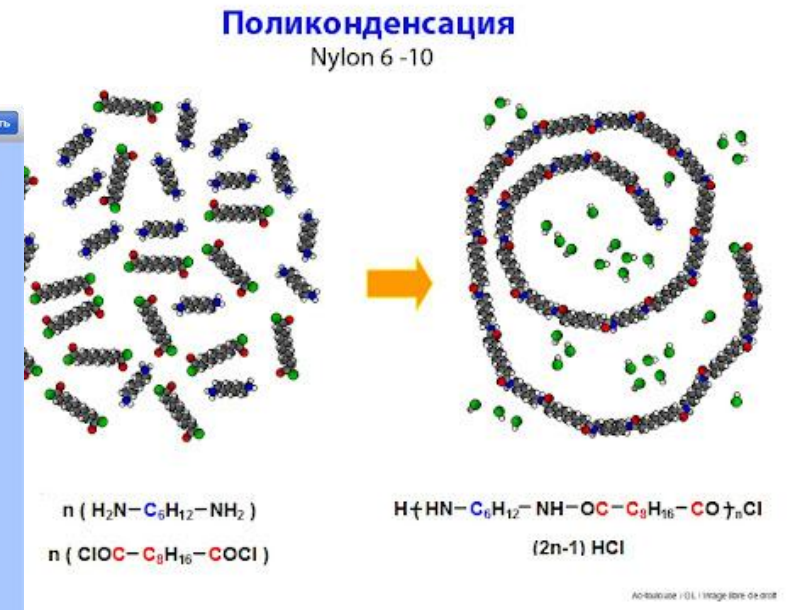 Поликонденсация
Nylon 6 -10
ть
n ( H₂N–C₆H₁₂–NH₂ )
n ( ClOC–C₈H₁₆–COCl )
H⟮HN–C₆H₁₂–NH–OC–C₈H₁₆–CO⟯ₙCl
(2n-1) HCl